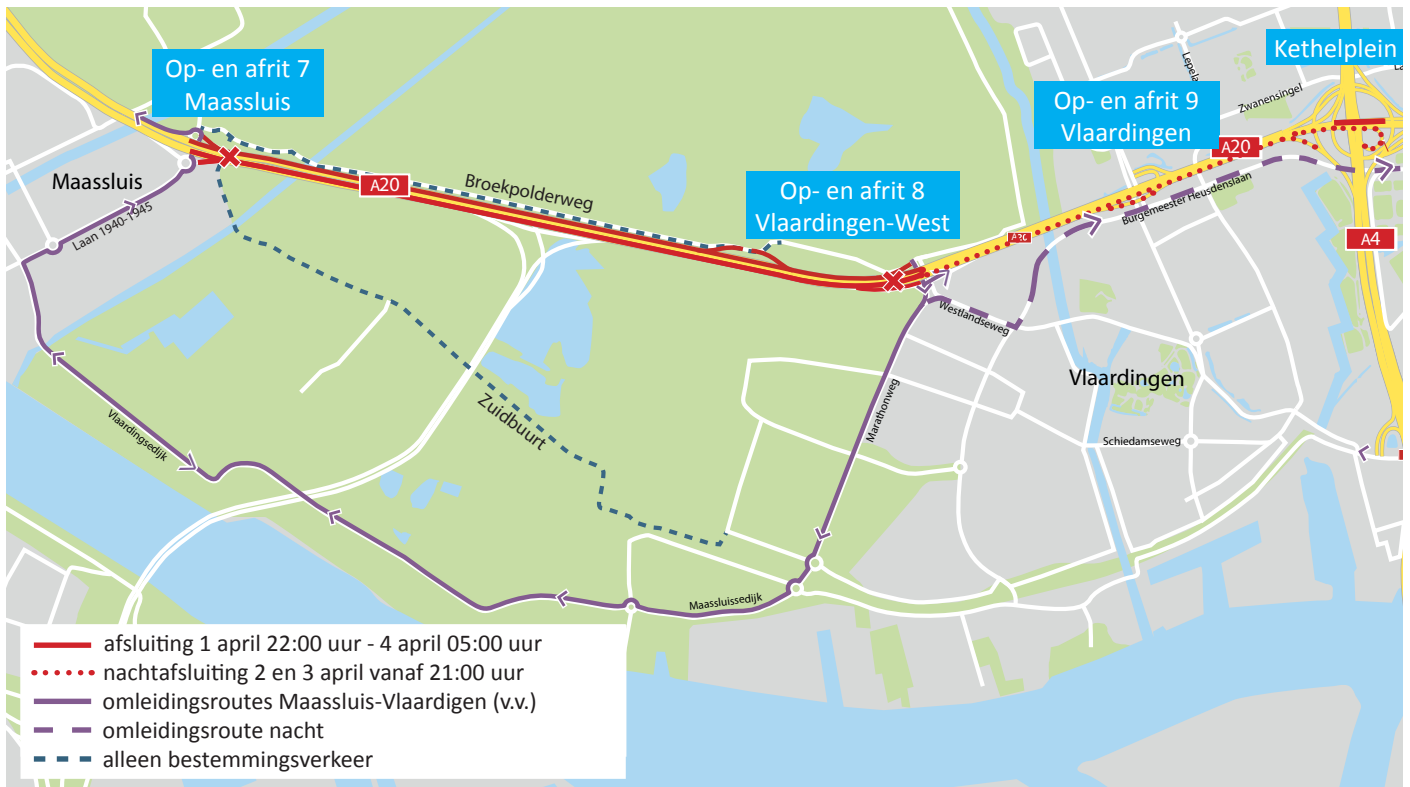 Op- en afrit 7
Maassluis
Kethelplein
Lepela
La
Zwanensingel
Op- en afrit 9
Vlaardingen
A20
Maassluis
A20
Broekpolderweg
Op- en afrit 8
Vlaardingen-West
Burgemeester Heusdenslaan
A20
A4
Laan 1940-1945
Westlandseweg
Vlaardingen
Marathonweg
Zuidbuurt
Vlaardingsedijk
Schiedamseweg
Maassluissedijk
afsluiting 1 april 22:00 uur - 4 april 05:00 uur
nachtafsluiting 2 en 3 april vanaf 21:00 uur
omleidingsroutes Maassluis-Vlaardigen (v.v.)
omleidingsroute nacht
alleen bestemmingsverkeer